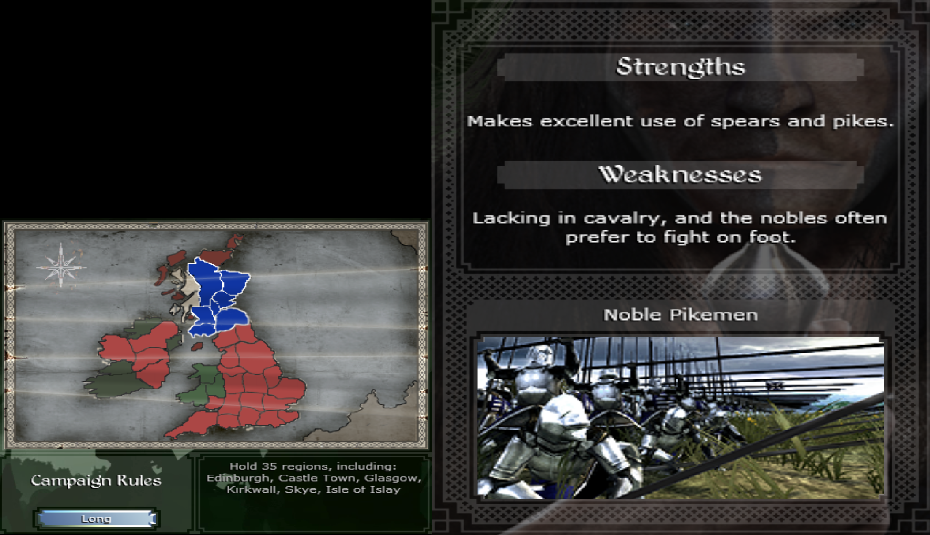 Strengths
Makes excellent use of spears and pikes.
Weaknesses
Lacking in cavalry, and the nobles often
prefer to fight on foot.
Noble Pikemen
Campaign Rules
Long
Hold 35 regions, including:
Edinburgh, Castle Town, Glasgow,
Kirkwall, Skye, Isle of Islay